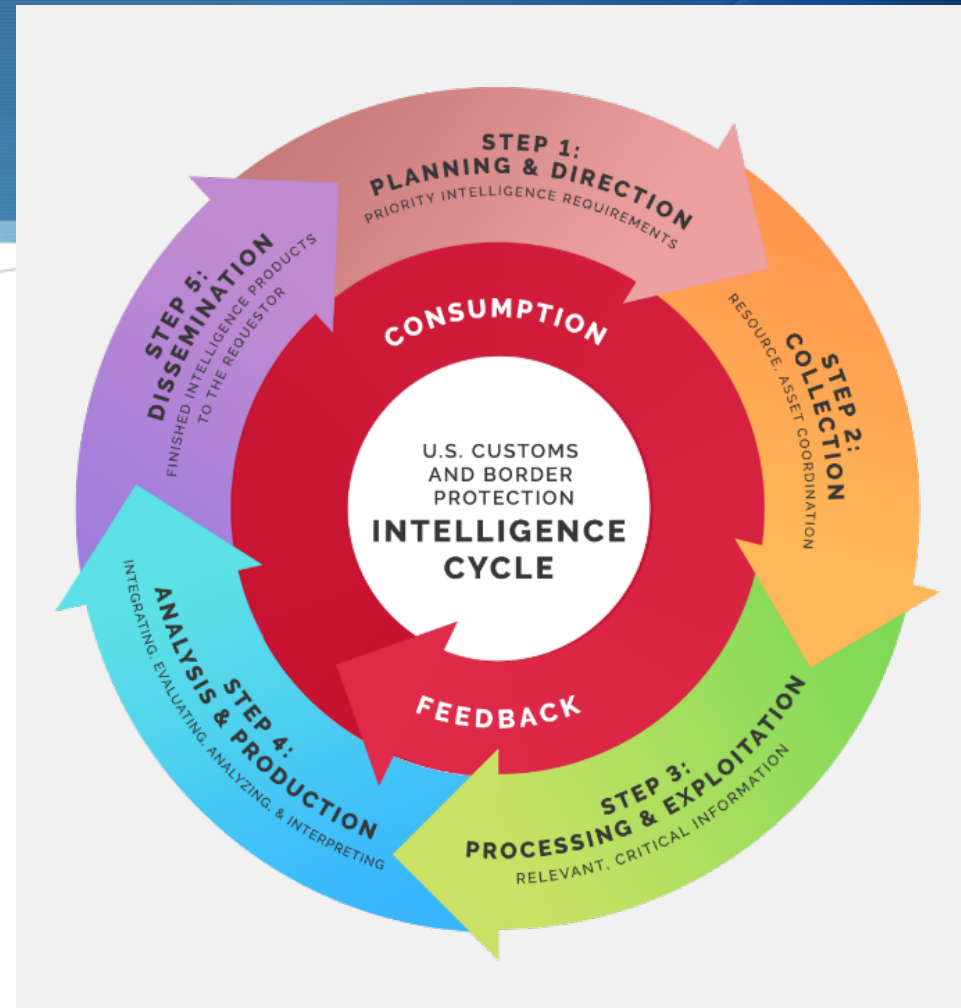 STEP 1:
PLANNING & DIRECTION
PRIORITY INTELLIGENCE REQUIREMENTS
STEP 2:
COLLECTION
RESOURCE, ASSET COORDINATION
STEP 3:
PROCESSING & EXPLOITATION
RELEVANT, CRITICAL INFORMATION
STEP 4:
ANALYSIS & PRODUCTION
INTEGRATING, EVALUATING, ANALYZING, & INTERPRETING
STEP 5:
DISSEMINATION
FINISHED INTELLIGENCE PRODUCTS
TO THE REQUESTOR
CONSUMPTION
U.S. CUSTOMS
AND BORDER
PROTECTION
INTELLIGENCE
CYCLE
FEEDBACK